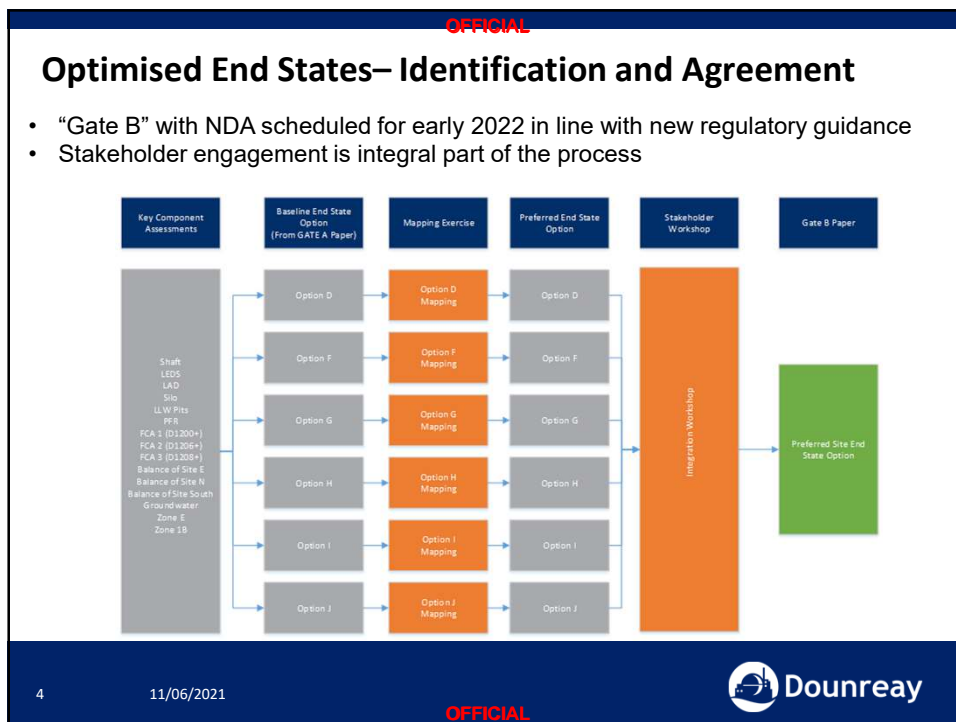 OFFICIAL
Optimised End States– Identification and Agreement
• “Gate B” with NDA scheduled for early 2022 in line with new regulatory guidance
• Stakeholder engagement is integral part of the process
Key Component
Assessments
Baseline End State
Option
(From GATE A Paper)
Mapping Exercise
Preferred End State
Option
Stakeholder
Workshop
Gate B Paper
Shaft
LEDS
LAD
Silo
LLW Pits
PFR
FCA 1 (D1200+)
FCA 2 (D1206+)
FCA 3 (D1208+)
Balance of Site E
Balance of Site N
Balance of Site South
Groundwater
Zone E
Zone 1B
Option D
Option D
Mapping
Option D
Option F
Option F
Mapping
Option F
Option G
Option G
Mapping
Option G
Option H
Option H
Mapping
Option H
Option I
Option I
Mapping
Option I
Option J
Option J
Mapping
Option J
Integration Workshop
Preferred Site End
State Option
4
11/06/2021
Dounreay
OFFICIAL